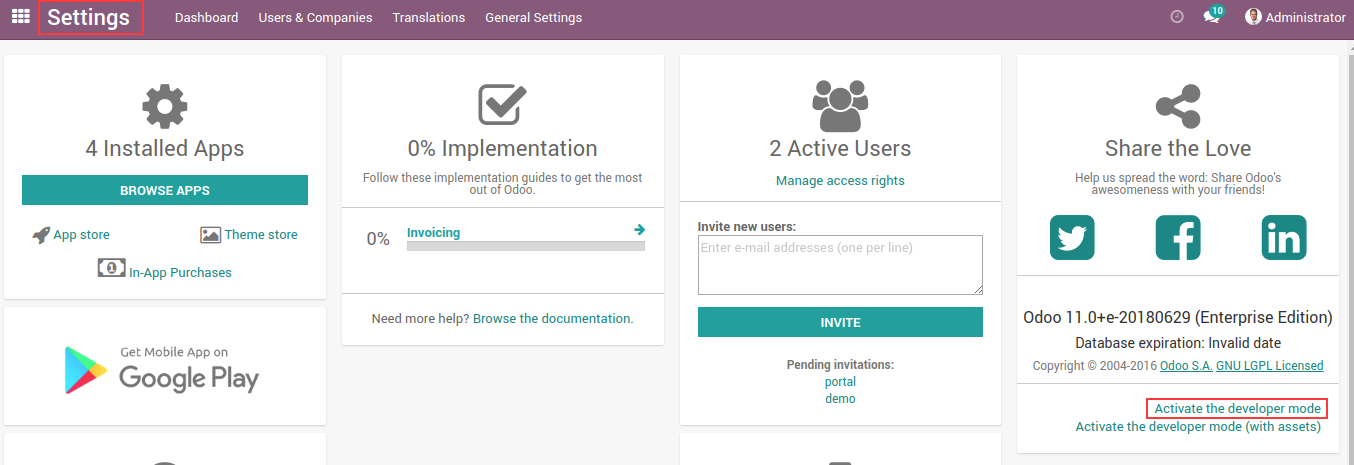 Settings Dashboard Users & Companies Translations General Settings 10 Administrator
4 Installed Apps
BROWSE APPS
App store Theme store
1 In-App Purchases
GET Mobile App on
Google Play
0% Implementation
Follow these implementation guides to get the most
out of Odoo.
0% Invoicing
Need more help? Browse the documentation.
2 Active Users
Manage access rights
Invite new users:
Enter e-mail addresses (one per line)
INVITE
Pending invitations:
portal
demo
Share the Love
Help us spread the word: Share Odoo's
awesomeness with your friends!
Odoo 11.0+e-20180629 (Enterprise Edition)
Database expiration: Invalid date
Copyright © 2004-2016 Odoo S.A. GNU LGPL Licensed
Activate the developer mode
Activate the developer mode (with assets)